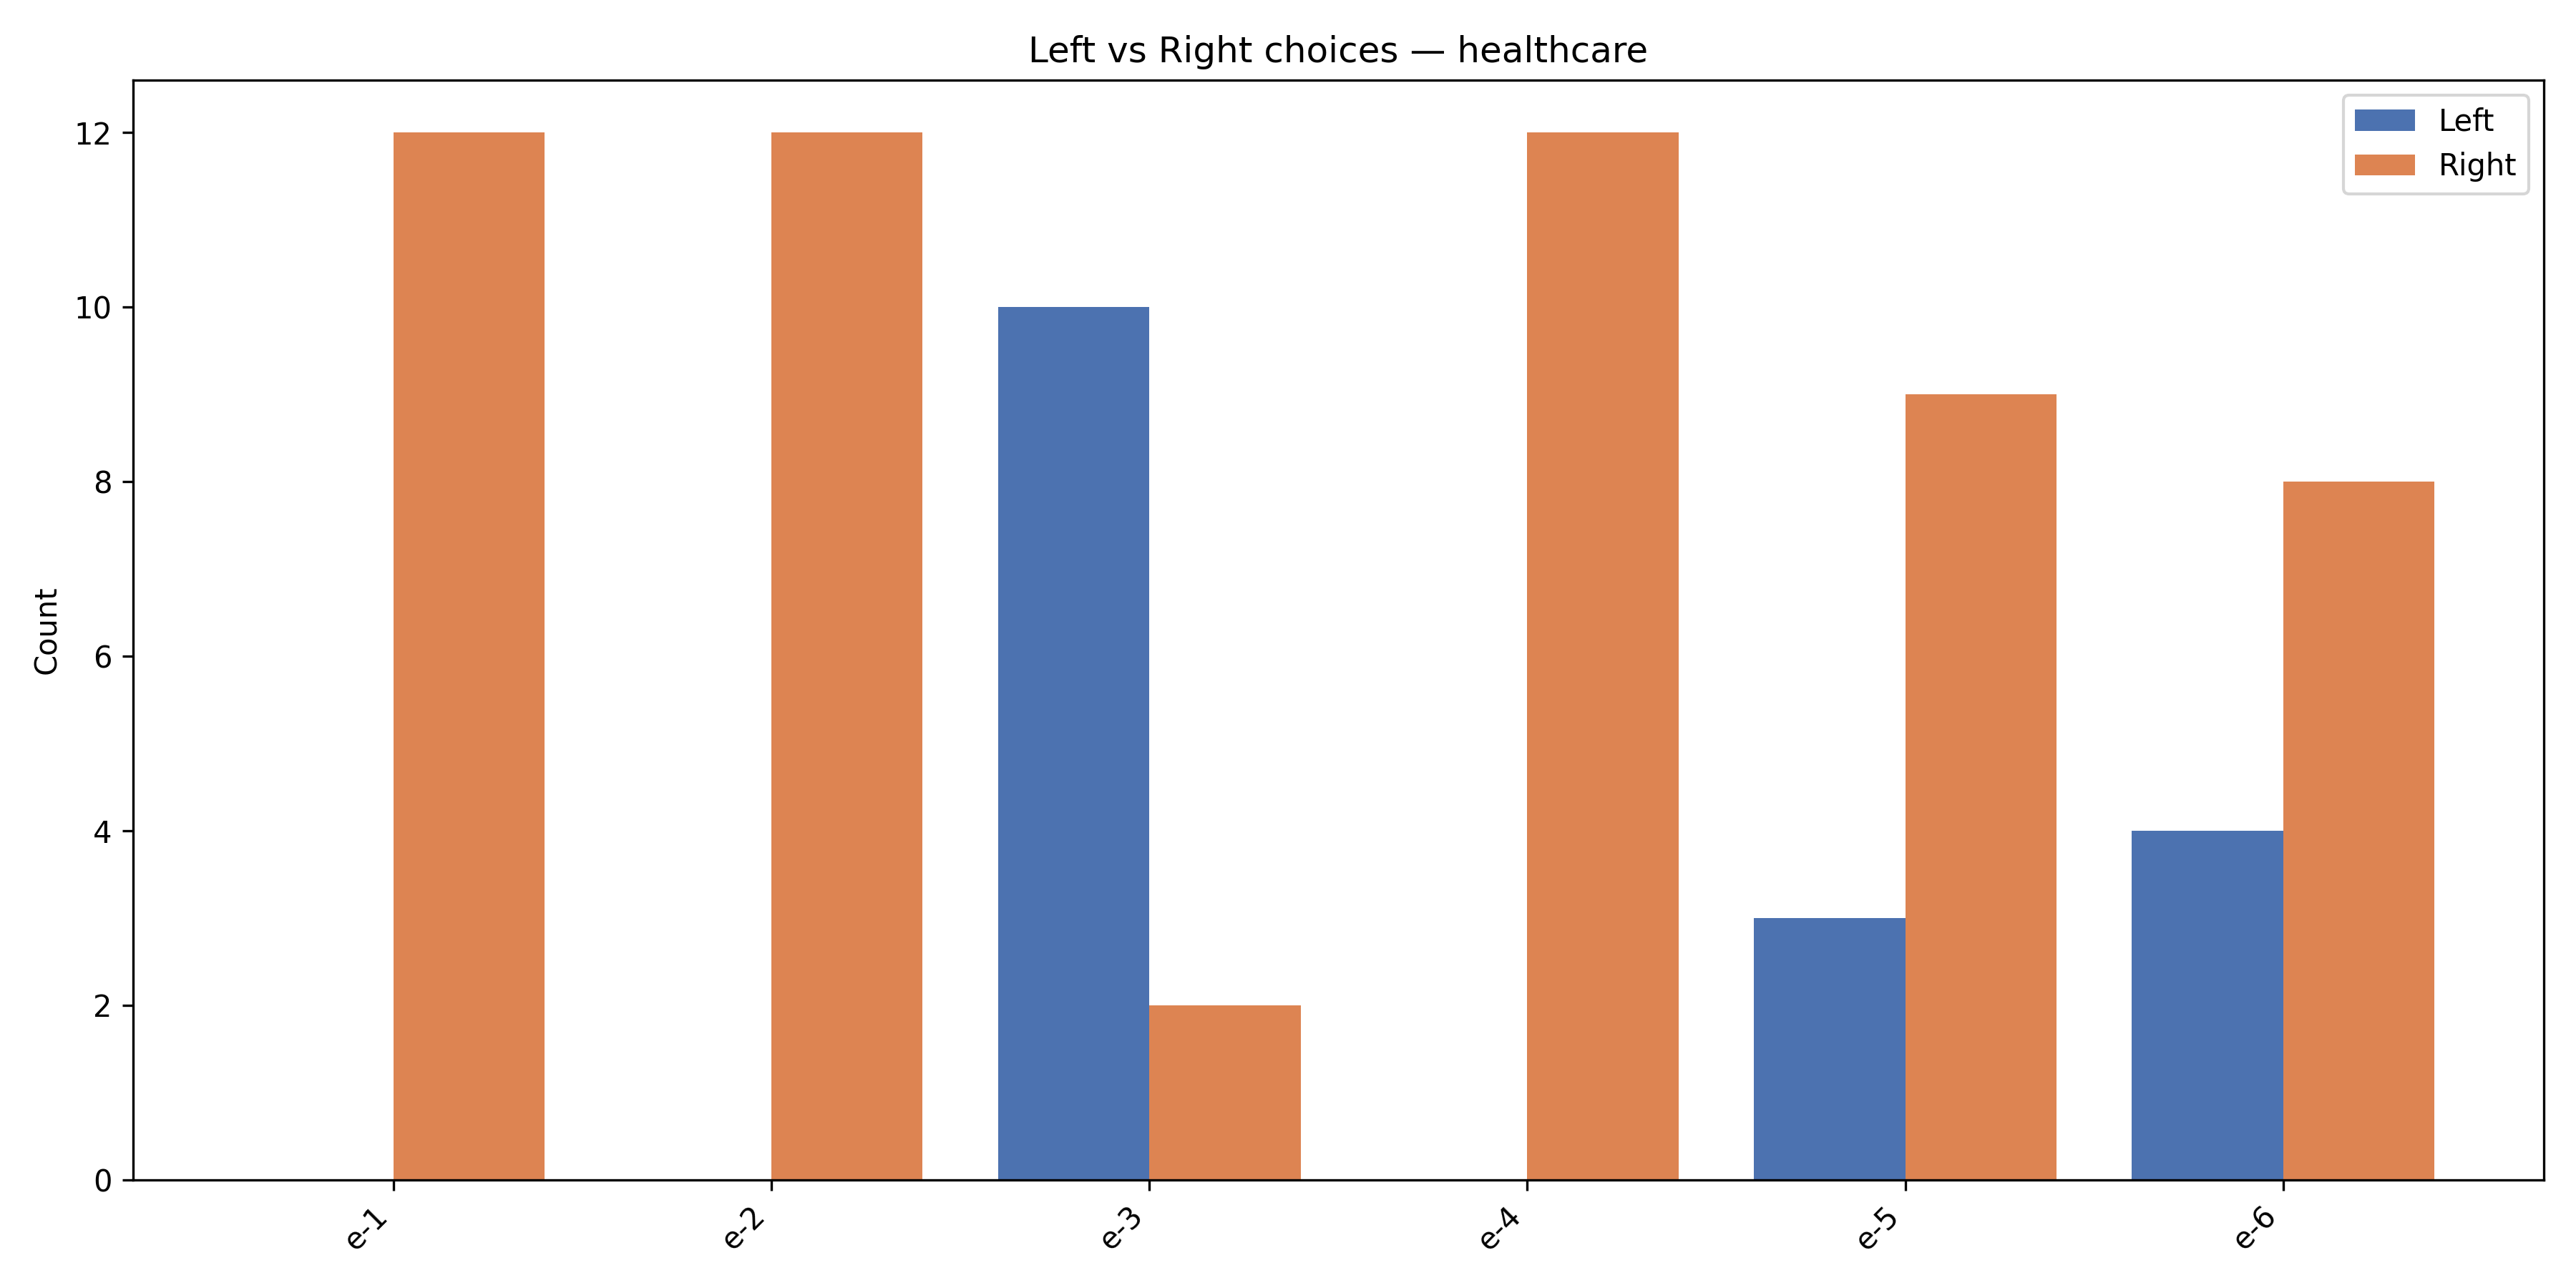 Left vs Right choices — healthcare
Left
Right
Count
12
10
8
6
4
2
0
e-1
e-2
e-3
e-4
e-5
e-6